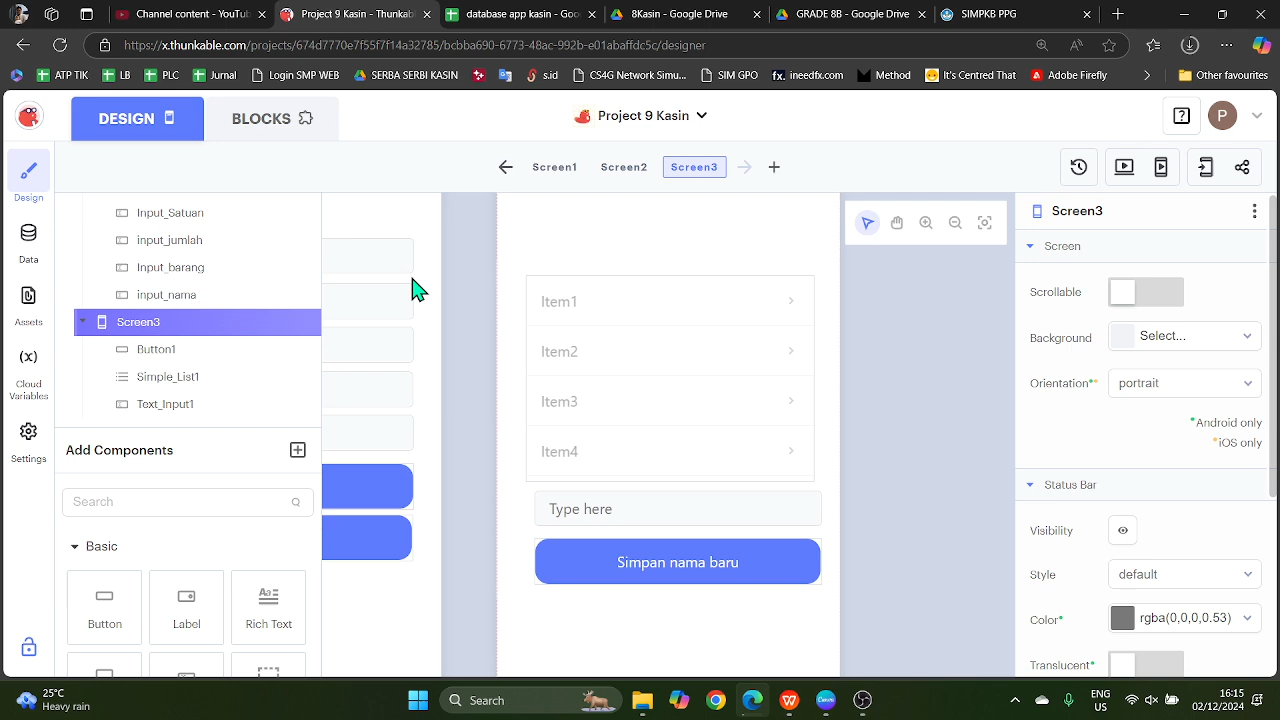 Channel content - YouTub
Project 9 Kasin - Thunkab
database app kasin - Goo
8Kasin - Google Drive
GRADE 8B - Google Drive
SIMPKB PPG
https://x.thunkable.com/projects/674d7770e7f55f7f14a32785/bcbba690-6773-48ac-992b-e01abaffdc5c/designer
ATP TIK
LB
PLC
Jurnal
Login SMP WEB
SERBA SERBI KASIN
sid
CS4G Network Simu...
SIM GPO
ineedfx.com
Method
It's Centred That
Adobe Firefly
Other favourites
DESIGN
BLOCKS
Project 9 Kasin
P
Screen1
Screen2
Screen3
Design
Data
Assets
Cloud
Variables
Settings
Input_Satuan
input_jumlah
Input_barang
input_nama
Screen3
Button1
Simple_List1
Text_Input1
Add Components
Search
Basic
Button
Label
Rich Text
Item1
Item2
Item3
Item4
Type here
Simpan nama baru
Screen3
Screen
Scrollable
Background
Select...
Orientation**
portrait
*Android only
*iOS only
Status Bar
Visibility
Style
default
Color*
rgba(0,0,0,0.53)
Translucent*
25°C
Heavy rain
Search
ENG
US
16:15
02/12/2024